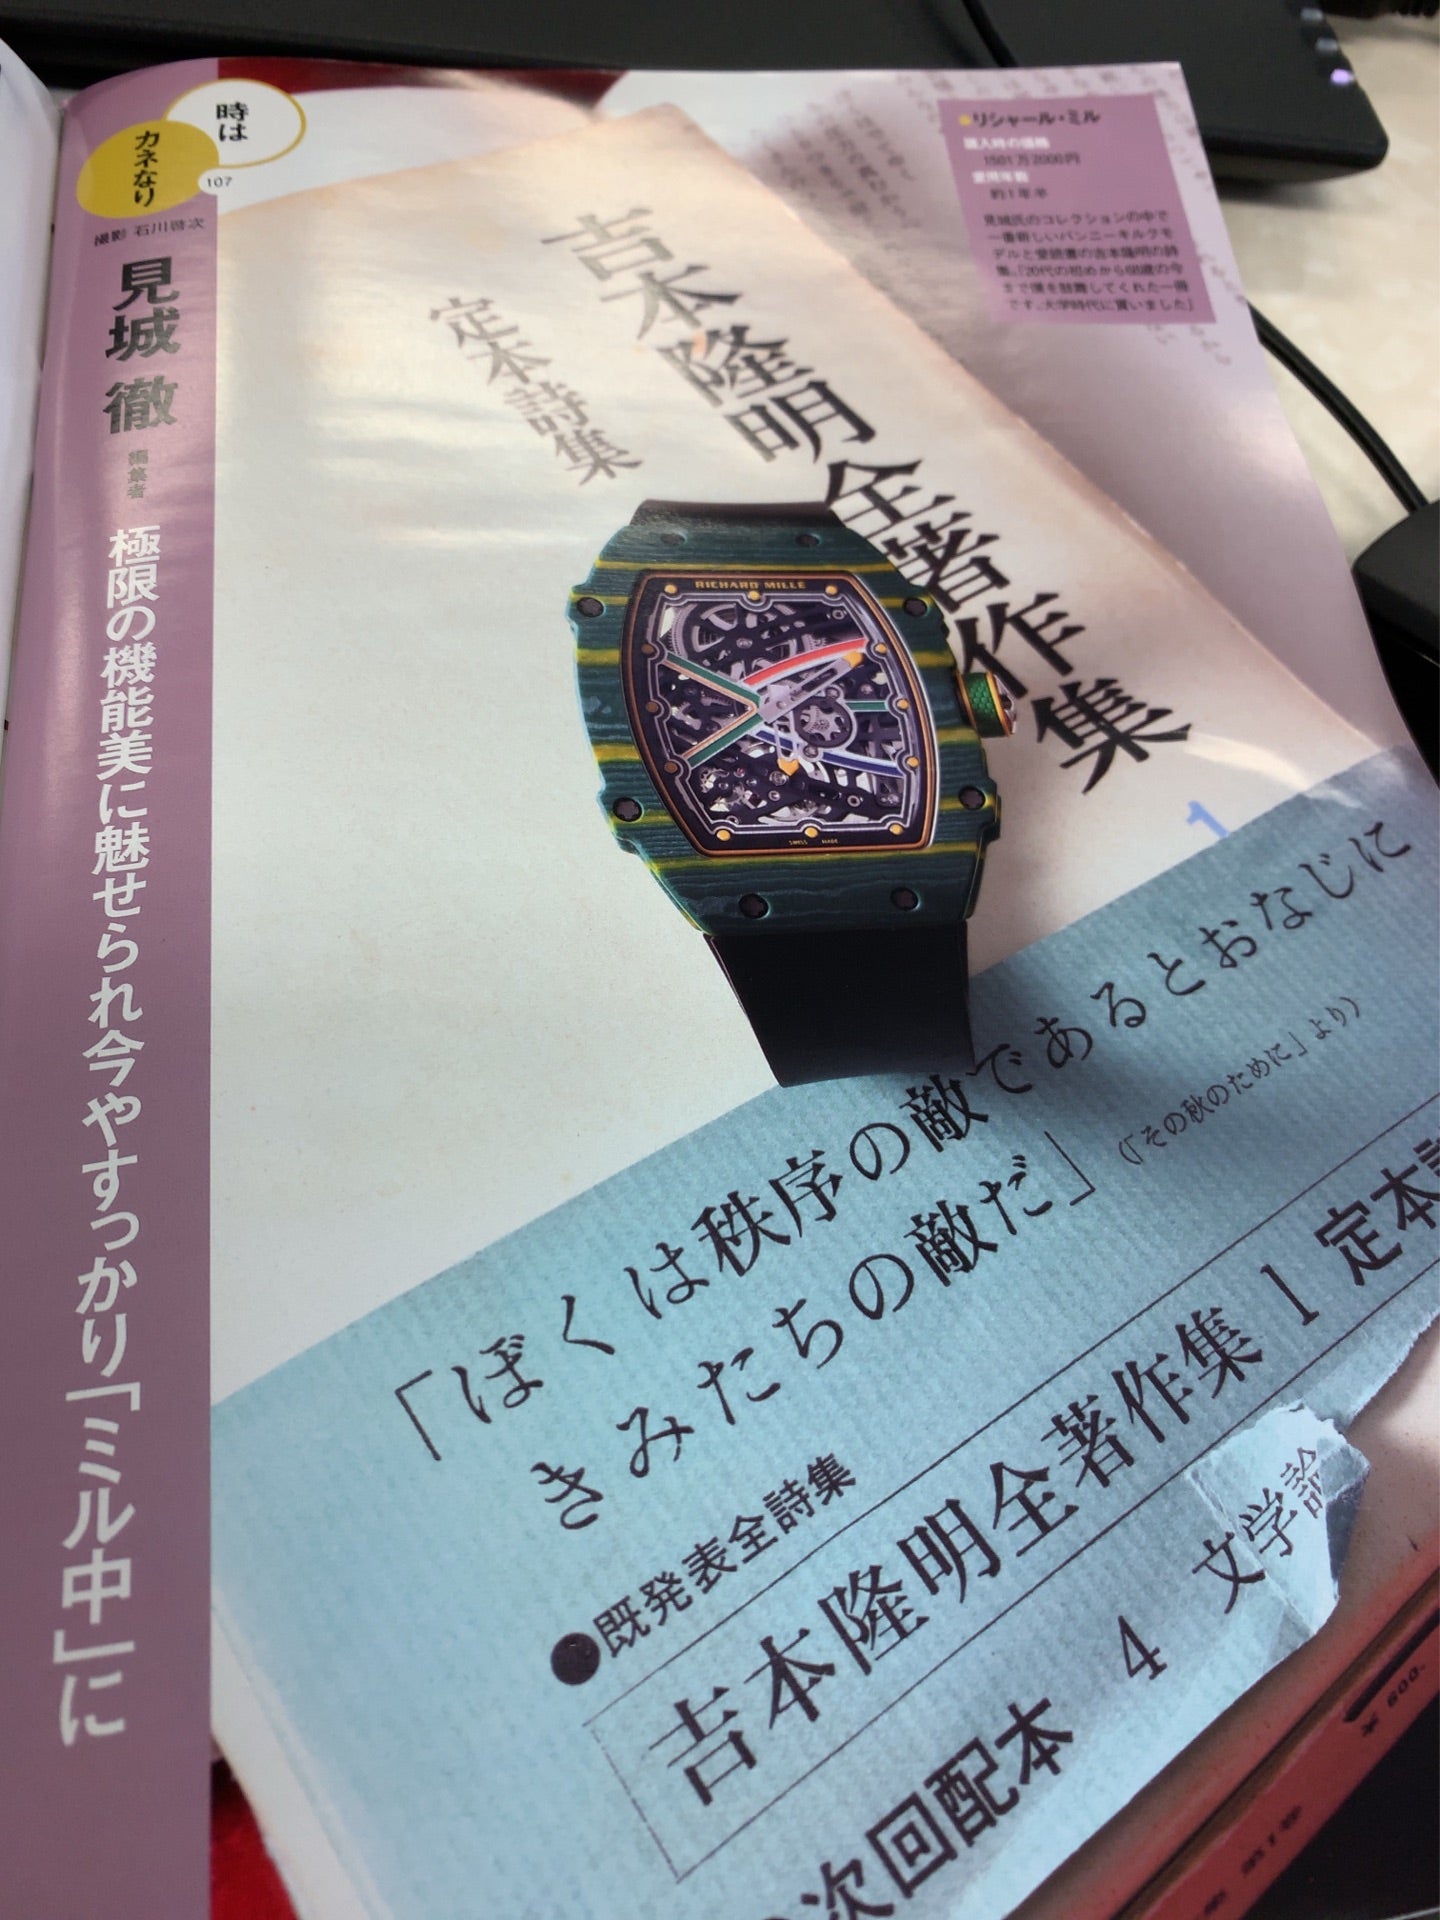 時は
カネなり
107
撮影 石川啓次
見城 徹
編集者
極限の機能美に魅せられ今やすっかり「ミル中」に
リシャール・ミル
購入時の価格
1501万2000円
愛用年数
約1年半
見城氏のコレクションの中で
一番新しいバンニーキルクモ
デルと愛読書の吉本隆明の詩
集。「20代の初めから68歳の今
まで僕を鼓舞してくれた一冊
です。大学時代に買いました」
吉本隆明全著作集
定本詩集
1
RICHARD MILLE
SWISS MADE
「ぼくは秩序の敵であるとおなじに
きみたちの敵だ」
(「その秋のために」より)
●既発表全詩集
吉本隆明全著作集 1 定本
次回配本 4 文学論
600.
第1巻